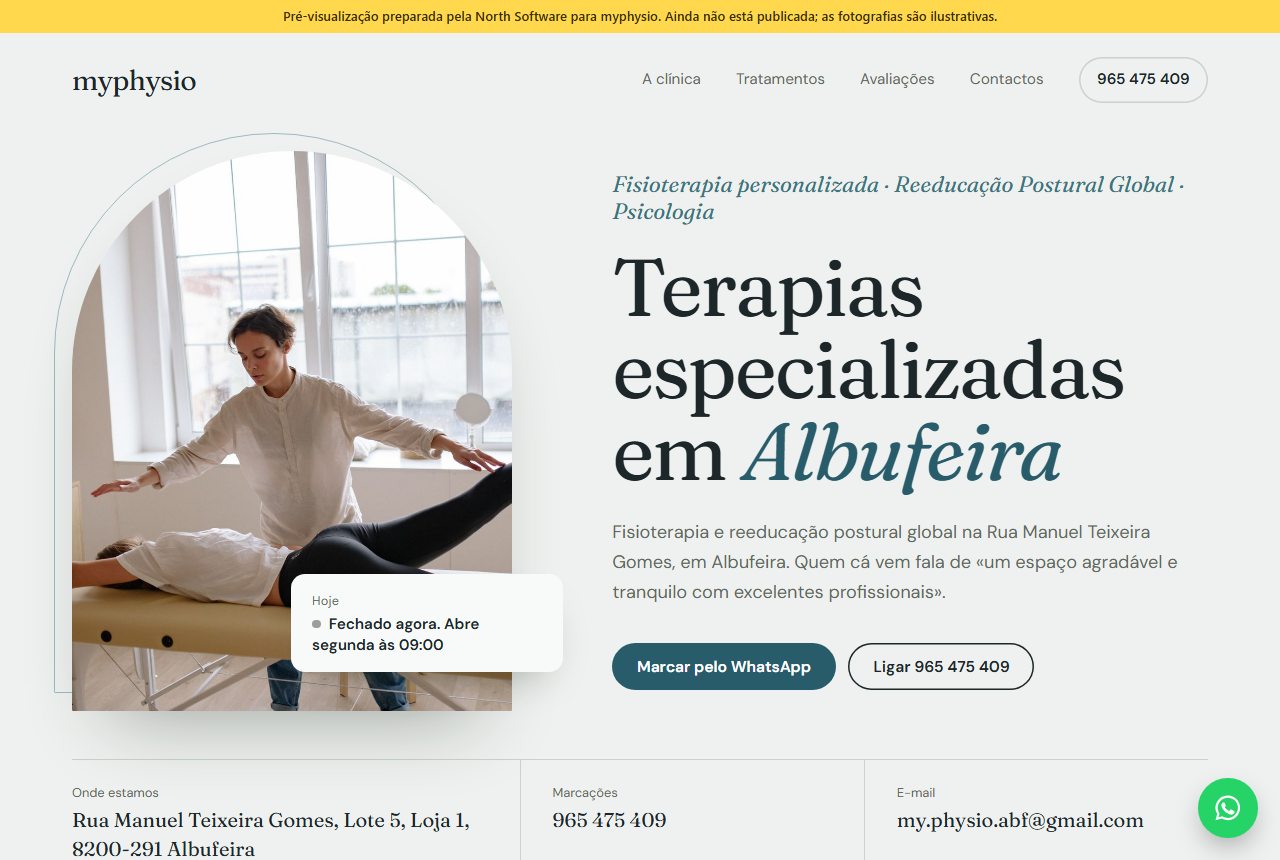 Pré-visualização preparada pela North Software para myphysio. Ainda não está publicada; as fotografias são ilustrativas.
myphysio
A clínica
Tratamentos
Avaliações
Contactos
965 475 409
Fisioterapia personalizada · Reeducação Postural Global ·
Psicologia
Terapias
especializadas
em Albufeira
Fisioterapia e reeducação postural global na Rua Manuel Teixeira
Gomes, em Albufeira. Quem cá vem fala de «um espaço agradável e
tranquilo com excelentes profissionais».
Hoje
Fechado agora. Abre
segunda às 09:00
Marcar pelo WhatsApp
Ligar 965 475 409
Onde estamos
Rua Manuel Teixeira Gomes, Lote 5, Loja 1,
8200-291 Albufeira
Marcações
965 475 409
E-mail
my.physio.abf@gmail.com